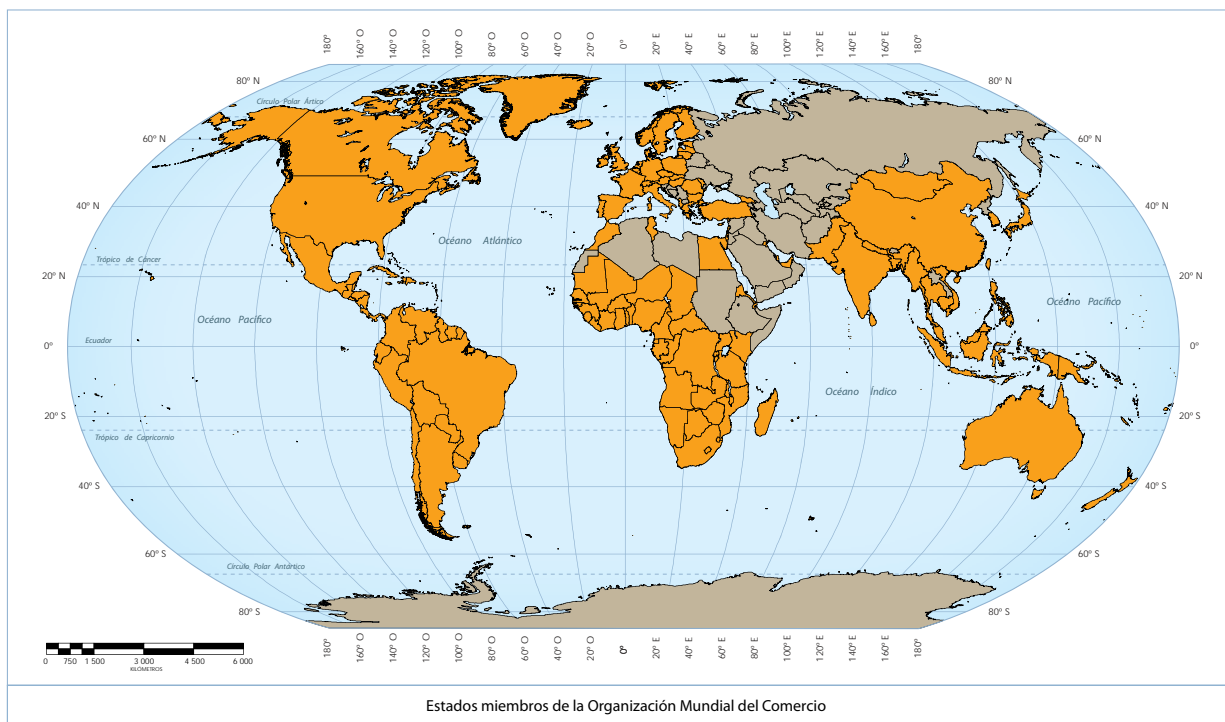 180° 160° O 140° O 120° O 100° O 80° O 60° O 40° O 20° O 0° 20° E 40° E 60° E 80° E 100° E 120° E 140° E 160° E 180°
80° N 80° N
Círculo Polar Ártico
60° N 60° N
40° N 40° N
Océano Atlántico
Trópico de Cáncer
20° N 20° N
Océano Pacífico Océano Pacífico
Ecuador
0° 0°
Océano Índico
20° S 20° S
Trópico de Capricornio
40° S 40° S
60° S 60° S
Círculo Polar Antártico
80° S 80° S
180° 160° O 140° O 120° O 100° O 80° O 60° O 40° O 20° O 0° 20° E 40° E 60° E 80° E 100° E 120° E 140° E 160° E 180°
0 750 1 500 3 000 4 500 6 000
KILÓMETROS
Estados miembros de la Organización Mundial del Comercio